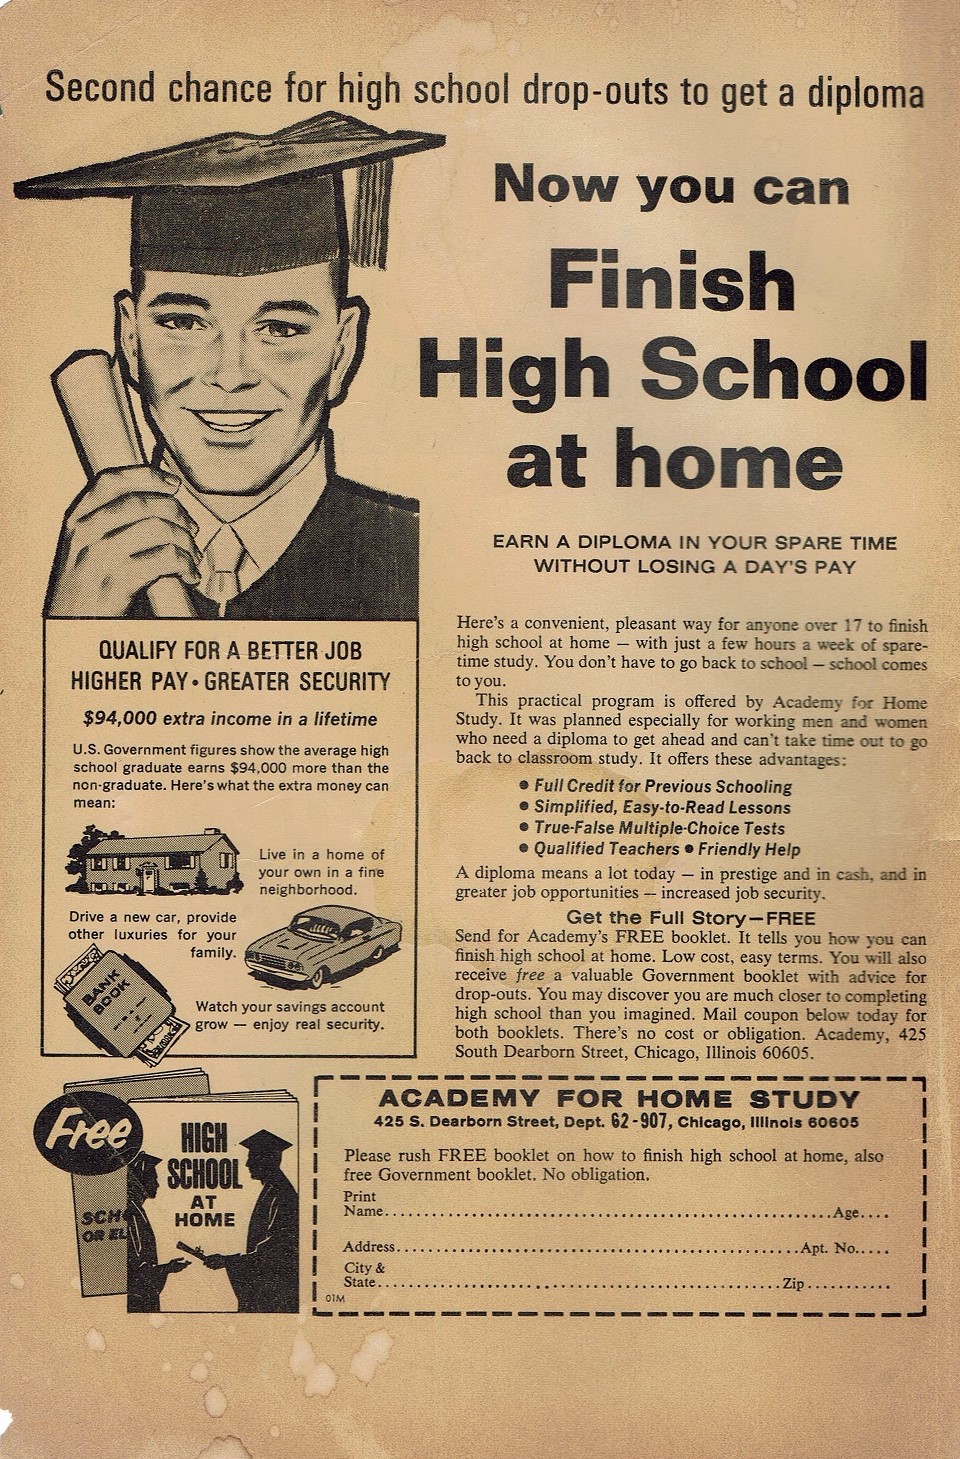 Second chance for high school drop-outs to get a diploma
Now you can
Finish
High School
at home
EARN A DIPLOMA IN YOUR SPARE TIME
WITHOUT LOSING A DAY'S PAY
QUALIFY FOR A BETTER JOB
HIGHER PAY • GREATER SECURITY
$94,000 extra income in a lifetime
U.S. Government figures show the average high
school graduate earns $94,000 more than the
non-graduate. Here's what the extra money can
mean:
Live in a home of
your own in a fine
neighborhood.
Drive a new car, provide
other luxuries for your
family.
BANK
BOOK
Watch your savings account
grow — enjoy real security.
Here's a convenient, pleasant way for anyone over 17 to finish
high school at home — with just a few hours a week of spare-
time study. You don't have to go back to school — school comes
to you.
This practical program is offered by Academy for Home
Study. It was planned especially for working men and women
who need a diploma to get ahead and can't take time out to go
back to classroom study. It offers these advantages:
• Full Credit for Previous Schooling
• Simplified, Easy-to-Read Lessons
• True-False Multiple-Choice Tests
• Qualified Teachers • Friendly Help
A diploma means a lot today — in prestige and in cash, and in
greater job opportunities — increased job security.
Get the Full Story—FREE
Send for Academy's FREE booklet. It tells you how you can
finish high school at home. Low cost, easy terms. You will also
receive free a valuable Government booklet with advice for
drop-outs. You may discover you are much closer to completing
high school than you imagined. Mail coupon below today for
both booklets. There's no cost or obligation. Academy, 425
South Dearborn Street, Chicago, Illinois 60605.
Free
SCHO
OR EL
HIGH
SCHOOL
AT
HOME
ACADEMY FOR HOME STUDY
425 S. Dearborn Street, Dept. 62-907, Chicago, Illinois 60605
Please rush FREE booklet on how to finish high school at home, also
free Government booklet. No obligation.
Print
Name..........................................................Age....
Address..........................................................Apt. No.....
City &
State..........................................................Zip...........
01M